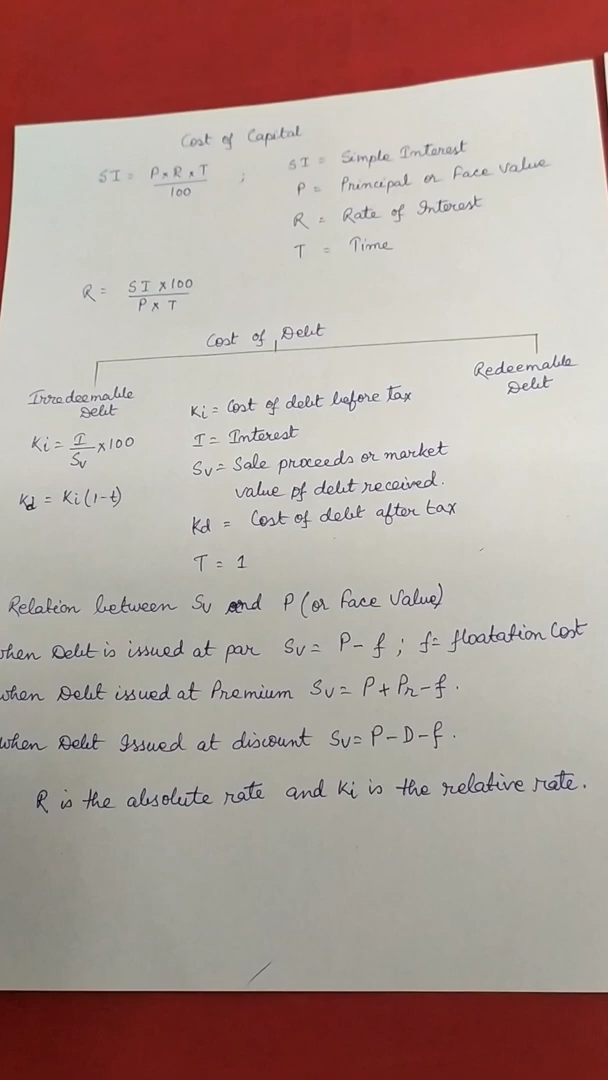 Cost of Capital
SI = P×R×T / 100 ; SI = Simple Interest
P = Principal or Face Value
R = Rate of Interest
T = Time
R = SI×100 / P×T
Cost of Debt
Irredeemable Debt
Redeemable Debt
Ki = I/Sv ×100
Kd = Ki(1-t)
Ki = Cost of debt before tax
I = Interest
Sv = Sale proceeds or market
value of debt received.
Kd = Cost of debt after tax
T = 1
Relation between Sv and P (or Face Value)
when Debt is issued at par Sv = P - f ; f = floatation Cost
when Debt issued at Premium Sv = P + Pr - f.
when Debt Issued at discount Sv = P - D - f.
R is the absolute rate and Ki is the relative rate.